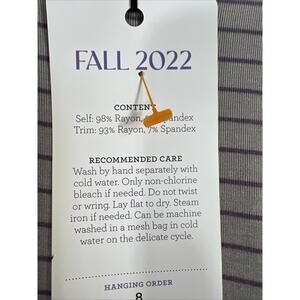 FALL 2022
CONTENT
Self: 98% Rayon, Spandex
Trim: 93% Rayon, 7% Spandex
RECOMMENDED CARE
Wash by hand separately with
cold water. Only non-chlorine
bleach if needed. Do not twist
or wring. Lay flat to dry. Steam
iron if needed. Can be machine
washed in a mesh bag in cold
water on the delicate cycle.
HANGING ORDER
8